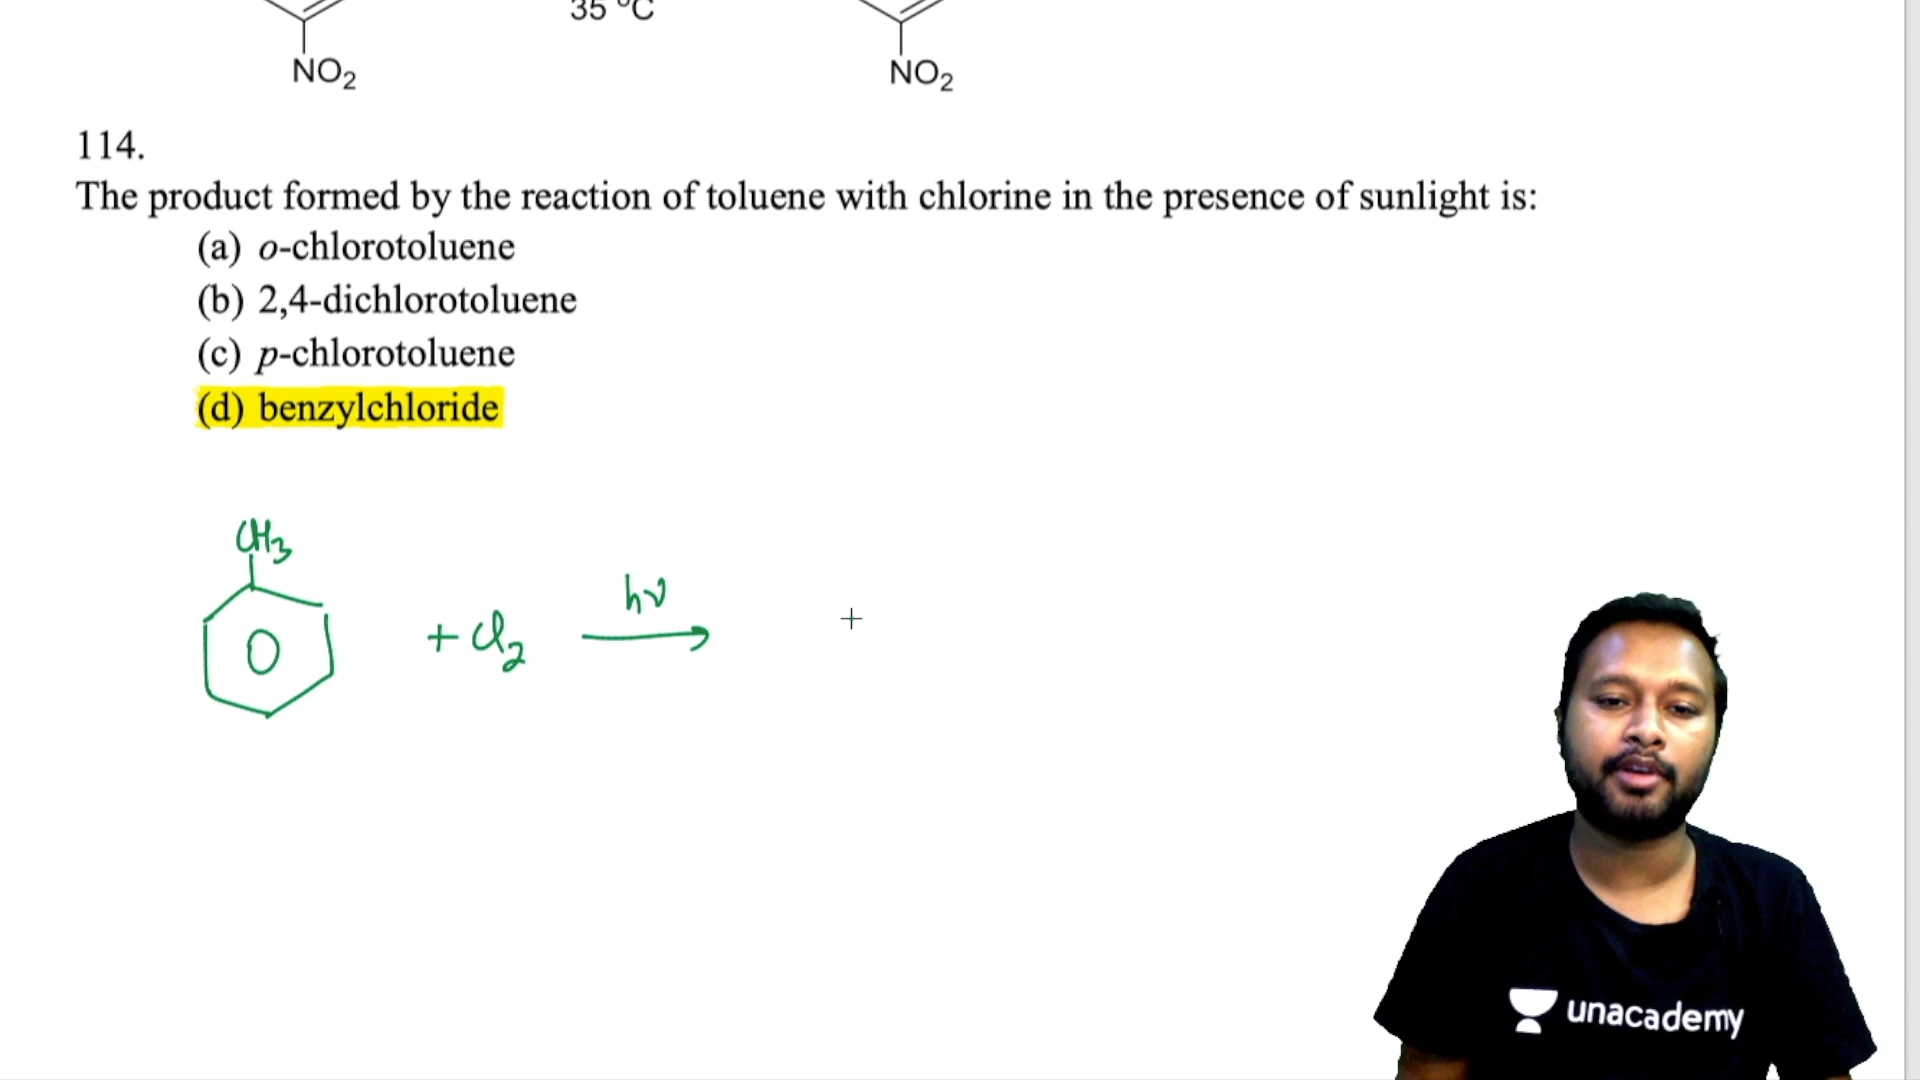 35 °C
NO₂ NO₂
114.
The product formed by the reaction of toluene with chlorine in the presence of sunlight is:
(a) o-chlorotoluene
(b) 2,4-dichlorotoluene
(c) p-chlorotoluene
(d) benzylchloride
CH₃
hν
+ Cl₂
unacademy